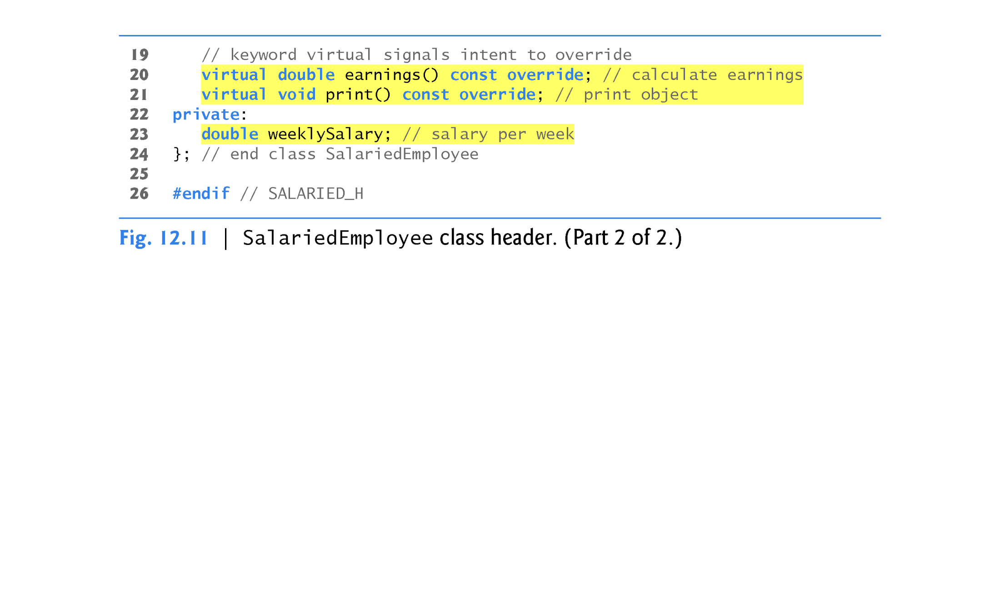 19 // keyword virtual signals intent to override
20 virtual double earnings() const override; // calculate earnings
21 virtual void print() const override; // print object
22 private:
23 double weeklySalary; // salary per week
24 }; // end class SalariedEmployee
25
26 #endif // SALARIED_H
Fig. 12.11 | SalariedEmployee class header. (Part 2 of 2.)